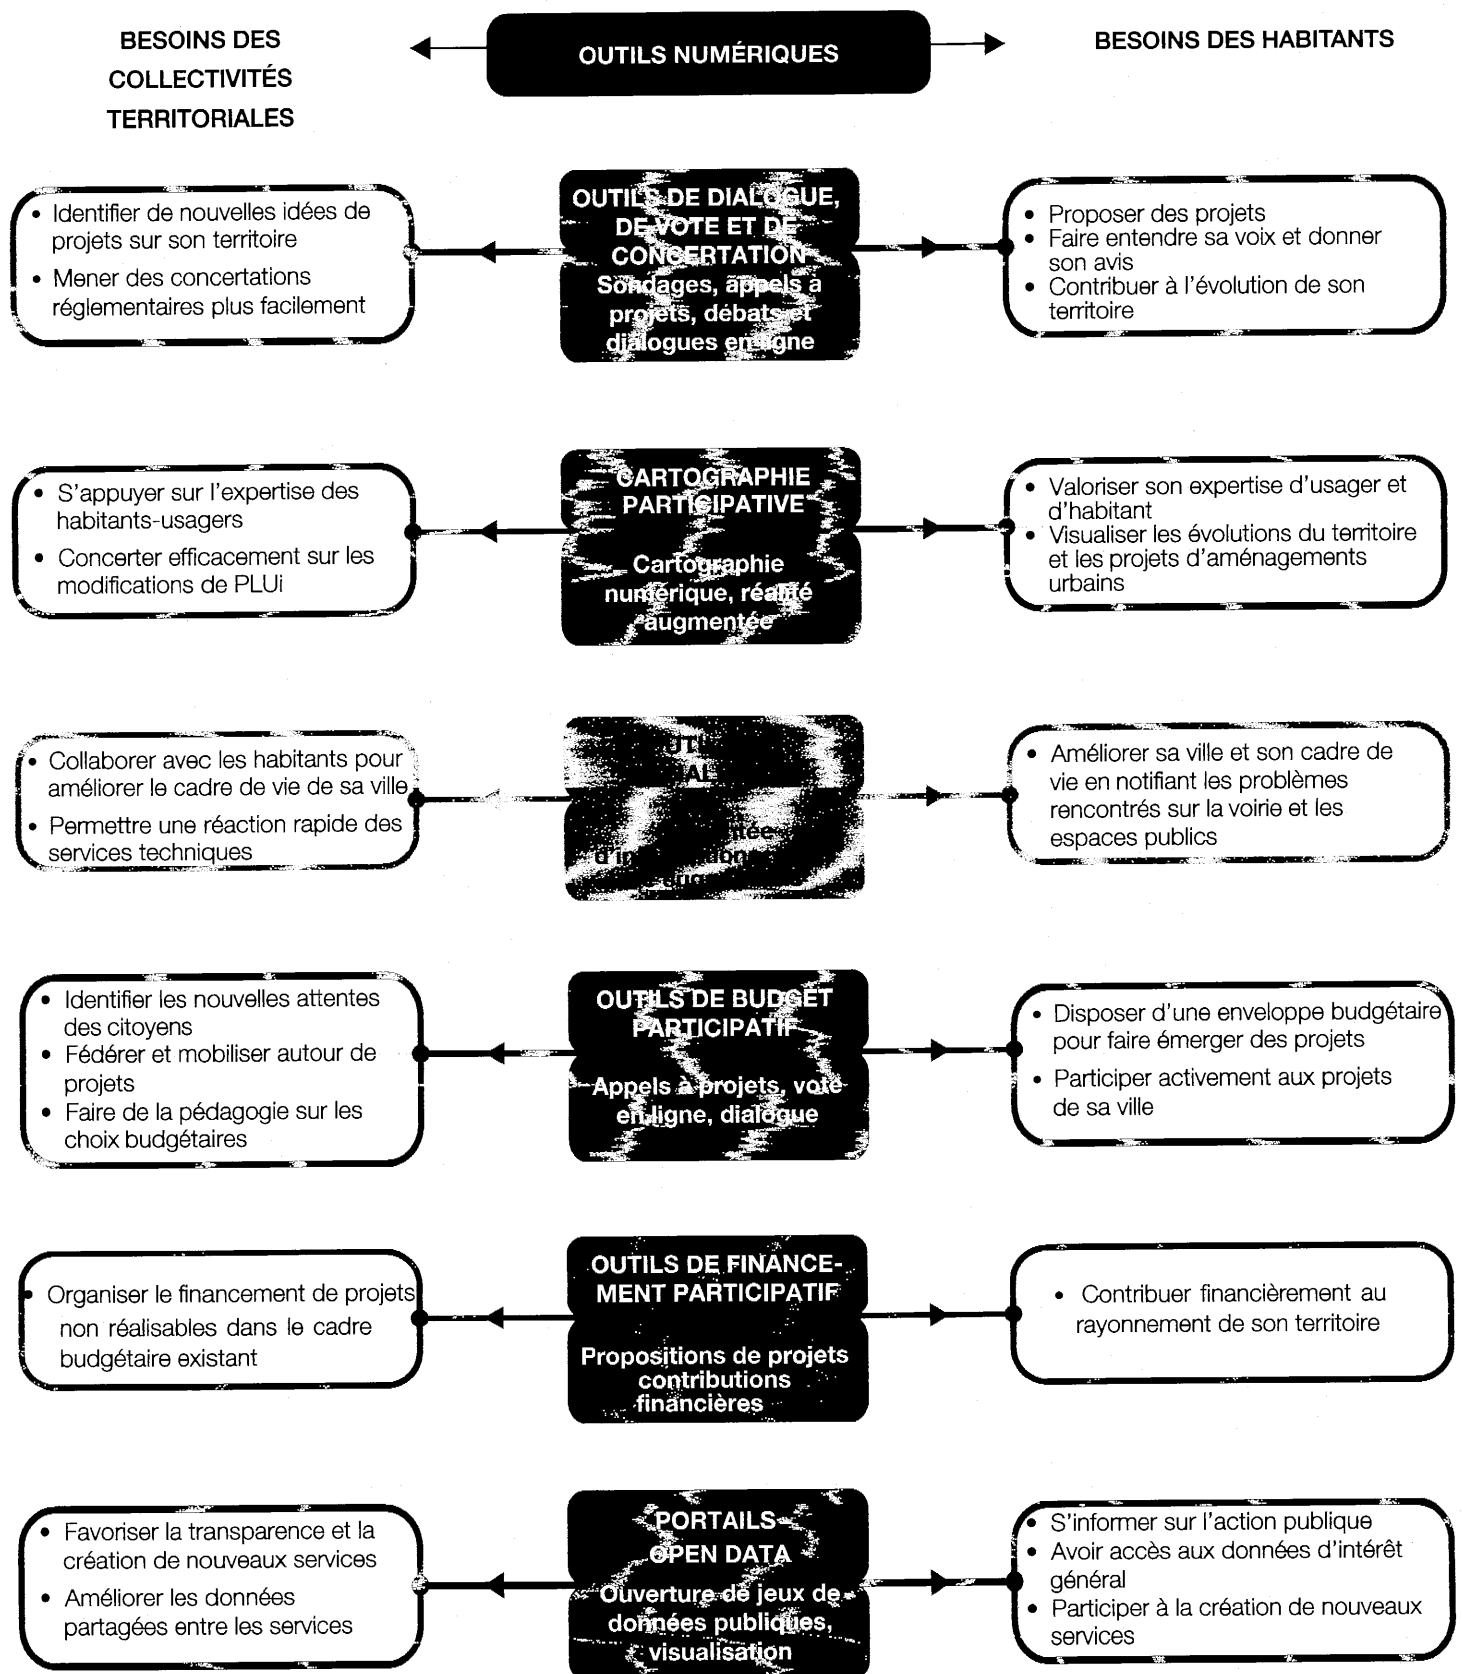 BESOINS DES
COLLECTIVITÉS
TERRITORIALES
OUTILS NUMÉRIQUES
BESOINS DES HABITANTS
• Identifier de nouvelles idées de
projets sur son territoire
• Mener des concertations
réglementaires plus facilement
OUTILS DE DIALOGUE,
DE VOTE ET DE
CONCERTATION
Sondages, appels à
projets, débats et
dialogues en ligne
• Proposer des projets
• Faire entendre sa voix et donner
son avis
• Contribuer à l'évolution de son
territoire
• S'appuyer sur l'expertise des
habitants-usagers
• Concerter efficacement sur les
modifications de PLUi
CARTOGRAPHIE
PARTICIPATIVE
Cartographie
numérique, réalité
augmentée
• Valoriser son expertise d'usager et
d'habitant
• Visualiser les évolutions du territoire
et les projets d'aménagements
urbains
• Collaborer avec les habitants pour
améliorer le cadre de vie de sa ville
• Permettre une réaction rapide des
services techniques
• Améliorer sa ville et son cadre de
vie en notifiant les problèmes
rencontrés sur la voirie et les
espaces publics
• Identifier les nouvelles attentes
des citoyens
• Fédérer et mobiliser autour de
projets
• Faire de la pédagogie sur les
choix budgétaires
OUTILS DE BUDGET
PARTICIPATIF
Appels à projets, vote
en ligne, dialogue
• Disposer d'une enveloppe budgétaire
pour faire émerger des projets
• Participer activement aux projets
de sa ville
• Organiser le financement de projets
non réalisables dans le cadre
budgétaire existant
OUTILS DE FINANCE-
MENT PARTICIPATIF
Propositions de projets
contributions
financières
• Contribuer financièrement au
rayonnement de son territoire
• Favoriser la transparence et la
création de nouveaux services
• Améliorer les données
partagées entre les services
PORTAILS
OPEN DATA
Ouverture de jeux de
données publiques,
visualisation
• S'informer sur l'action publique
• Avoir accès aux données d'intérêt
général
• Participer à la création de nouveaux
services